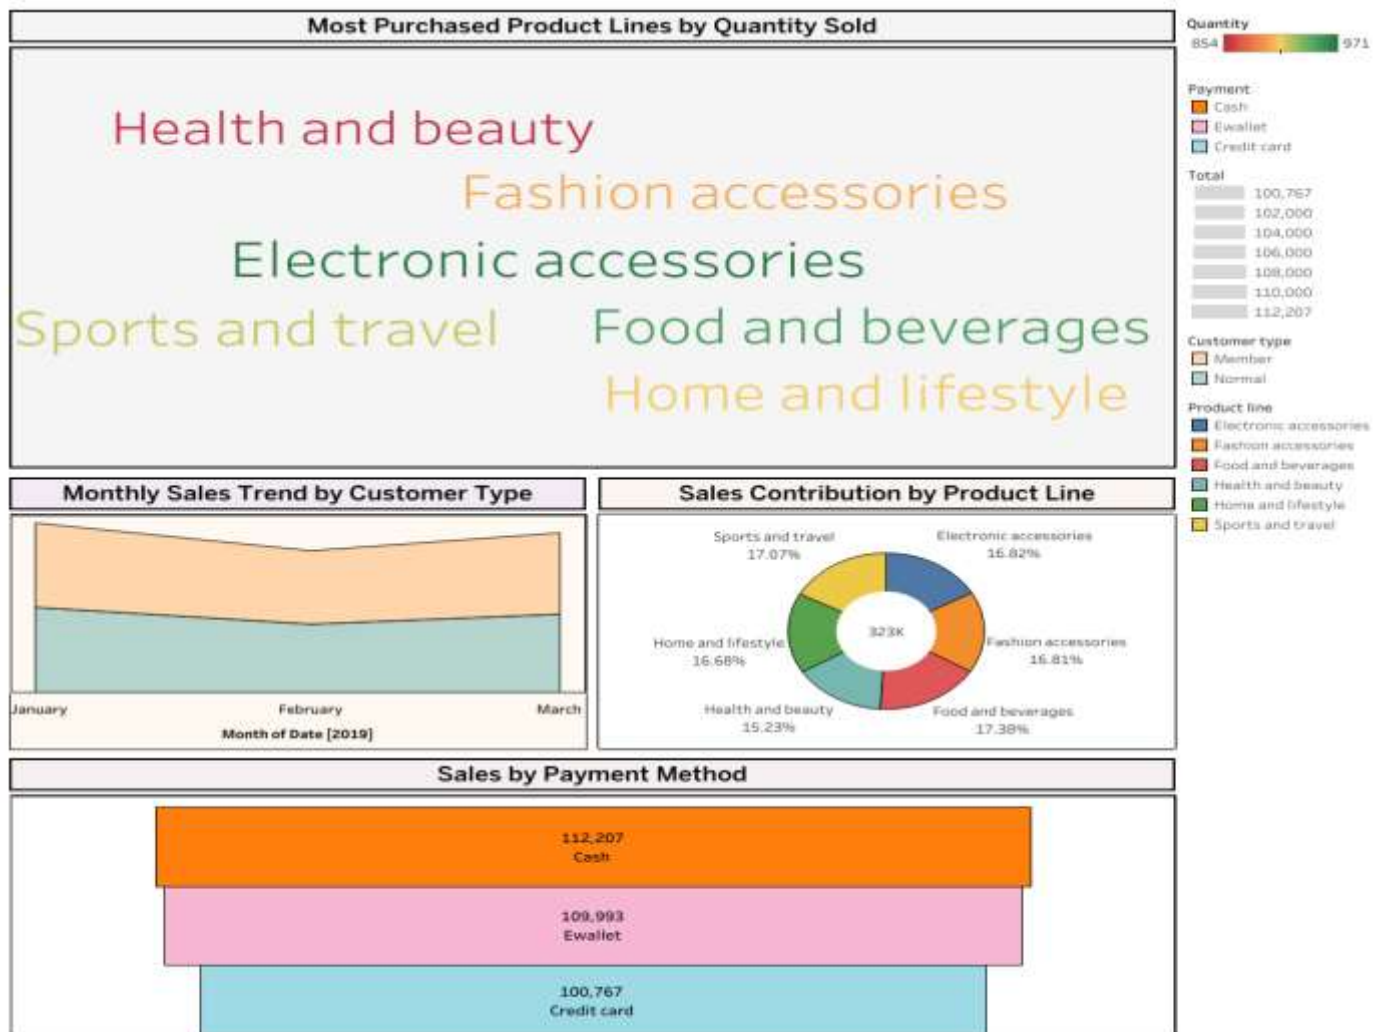 Most Purchased Product Lines by Quantity Sold
Health and beauty
Fashion accessories
Electronic accessories
Sports and travel
Food and beverages
Home and lifestyle
Quantity
854
971
Payment
Cash
Ewallet
Credit card
Total
100,767
102,000
104,000
106,000
108,000
110,000
112,207
Customer type
Member
Normal
Product line
Electronic accessories
Fashion accessories
Food and beverages
Health and beauty
Home and lifestyle
Sports and travel
Monthly Sales Trend by Customer Type
January
February
March
Month of Date [2019]
Sales Contribution by Product Line
Sports and travel
17.07%
Electronic accessories
16.82%
323K
Home and lifestyle
16.68%
Fashion accessories
16.81%
Health and beauty
15.23%
Food and beverages
17.38%
Sales by Payment Method
112,207
Cash
109,993
Ewallet
100,767
Credit card